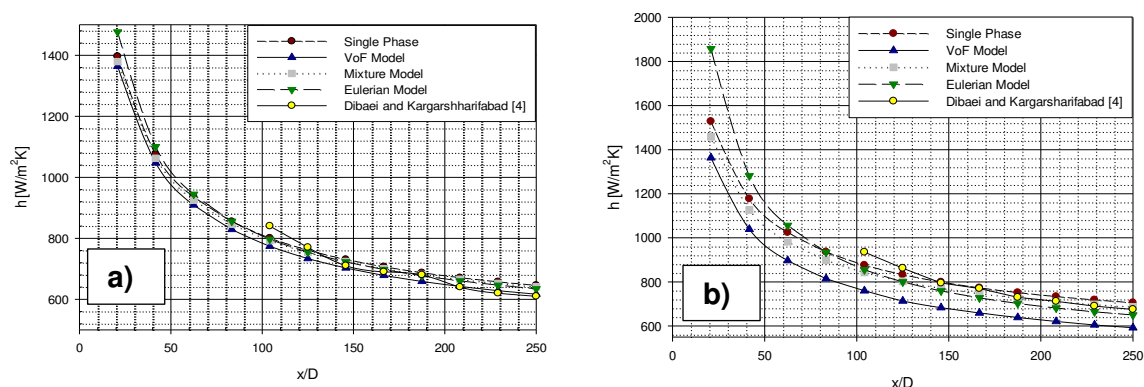 1400
1200
1000
800
600
h [W/m²K]
0
50
100
150
200
250
x/D
Single Phase
VoF Model
Mixture Model
Eulerian Model
Dibaei and Kargarshharifabad [4]
a)
2000
1800
1600
1400
1200
1000
800
600
h [W/m²K]
0
50
100
150
200
250
x/D
Single Phase
VoF Model
Mixture Model
Eulerian Model
Dibaei and Kargarsharifabad [4]
b)